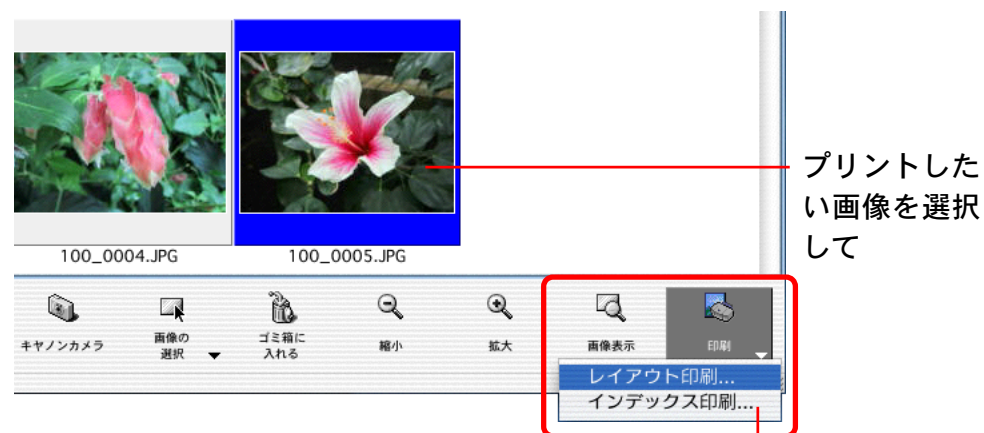 プリントした
い画像を選択
して
100_0004.JPG
100_0005.JPG
キヤノンカメラ
画像の
選択
ゴミ箱に
入れる
縮小
拡大
画像表示
印刷
レイアウト印刷...
インデックス印刷...